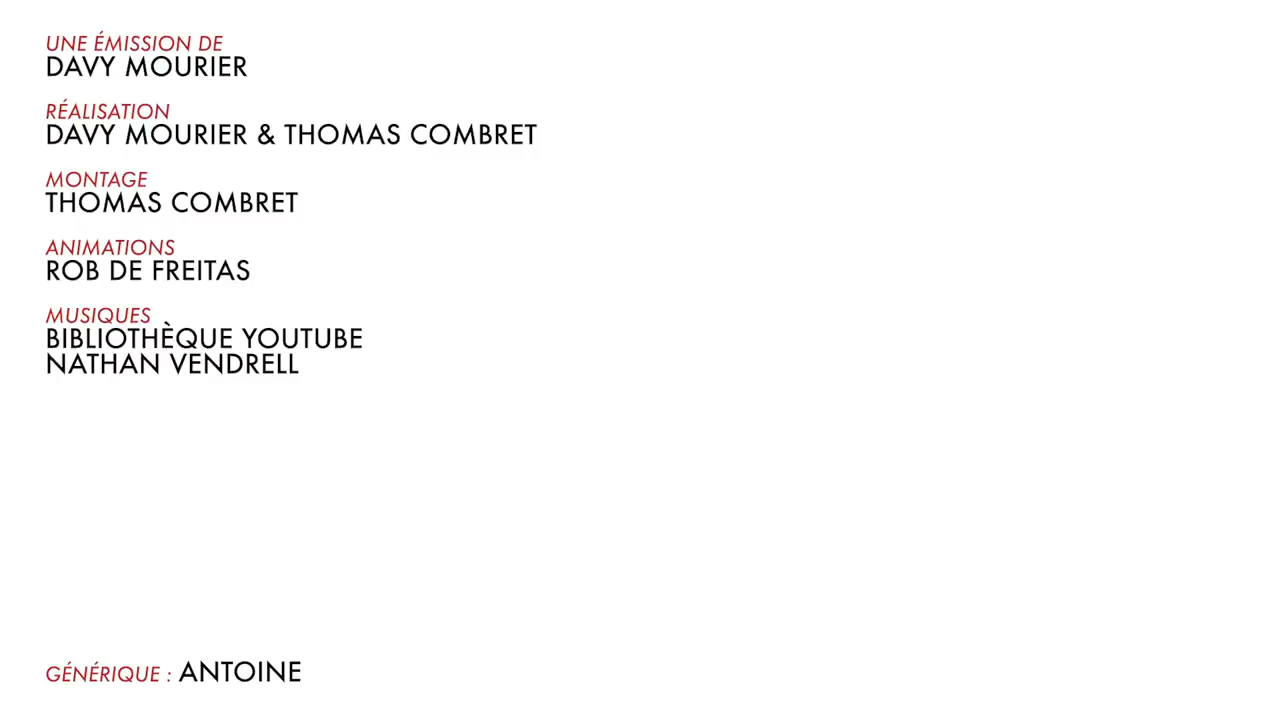 UNE ÉMISSION DE
DAVY MOURIER
RÉALISATION
DAVY MOURIER & THOMAS COMBRET
MONTAGE
THOMAS COMBRET
ANIMATIONS
ROB DE FREITAS
MUSIQUES
BIBLIOTHÈQUE YOUTUBE
NATHAN VENDRELL
GÉNÉRIQUE : ANTOINE